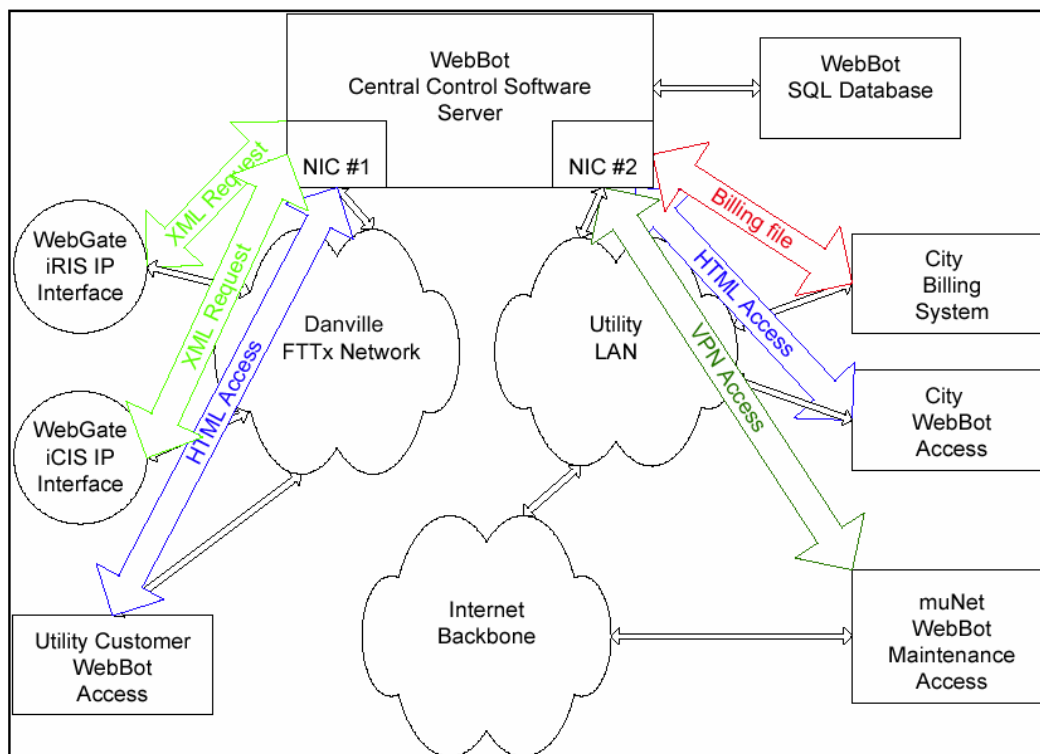 WebBot
Central Control Software
Server
WebBot
SQL Database
NIC #1
NIC #2
XML Request
XML Request
HTML Access
Billing file
HTML Access
VPN Access
WebGate
iRIS IP
Interface
Danville
FTTx Network
Utility
LAN
City
Billing
System
WebGate
iCIS IP
Interface
City
WebBot
Access
Internet
Backbone
Utility Customer
WebBot
Access
muNet
WebBot
Maintenance
Access